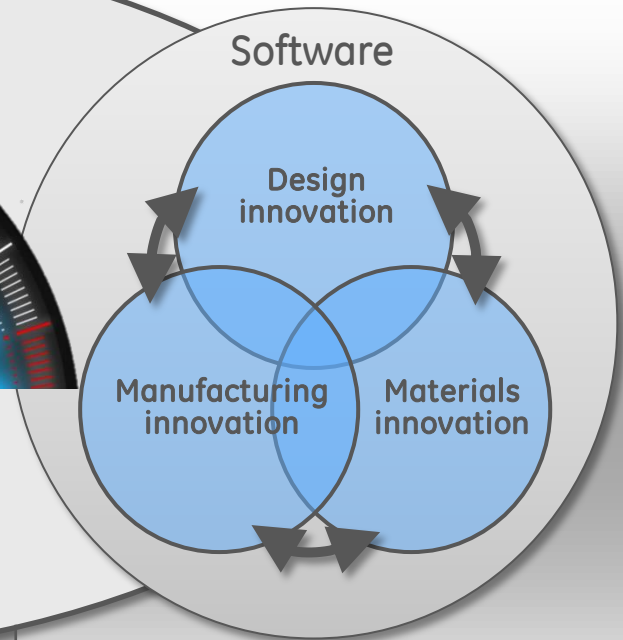 Software
Design
innovation
Manufacturing
innovation
Materials
innovation